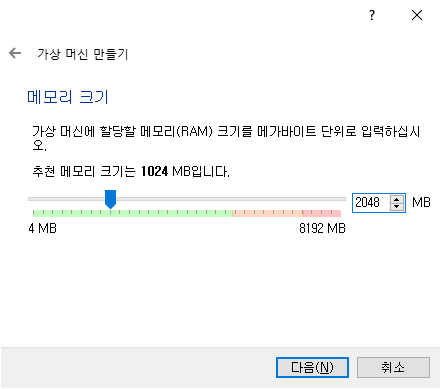 ?
가상 머신 만들기
메모리 크기
가상 머신에 할당할 메모리(RAM) 크기를 메가바이트 단위로 입력하십시
오.
추천 메모리 크기는 1024 MB입니다.
2048 MB
4 MB 8192 MB
다음(N) 취소